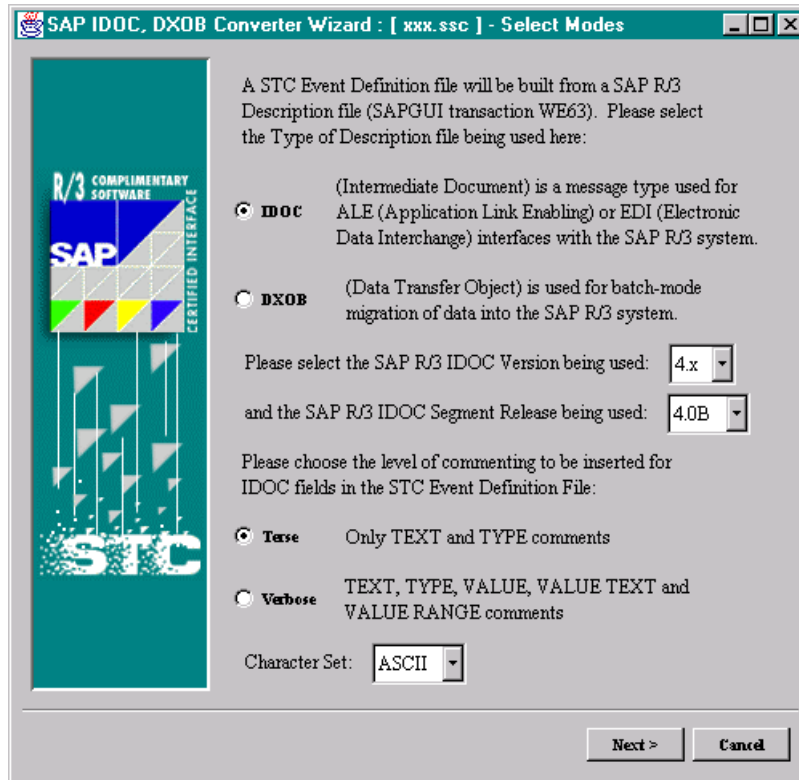 SAP IDOC, DXOB Converter Wizard : [ xxx.ssc ] - Select Modes
A STC Event Definition file will be built from a SAP R/3
Description file (SAPGUI transaction WE63). Please select
the Type of Description file being used here:
R/3 COMPLIMENTARY
SOFTWARE
SAP
CERTIFIED INTERFACE
STC
IDOC
(Intermediate Document) is a message type used for
ALE (Application Link Enabling) or EDI (Electronic
Data Interchange) interfaces with the SAP R/3 system.
DXOB
(Data Transfer Object) is used for batch-mode
migration of data into the SAP R/3 system.
Please select the SAP R/3 IDOC Version being used: 4.x
and the SAP R/3 IDOC Segment Release being used: 4.0B
Please choose the level of commenting to be inserted for
IDOC fields in the STC Event Definition File:
Terse Only TEXT and TYPE comments
Verbose
TEXT, TYPE, VALUE, VALUE TEXT and
VALUE RANGE comments
Character Set: ASCII
Next > Cancel